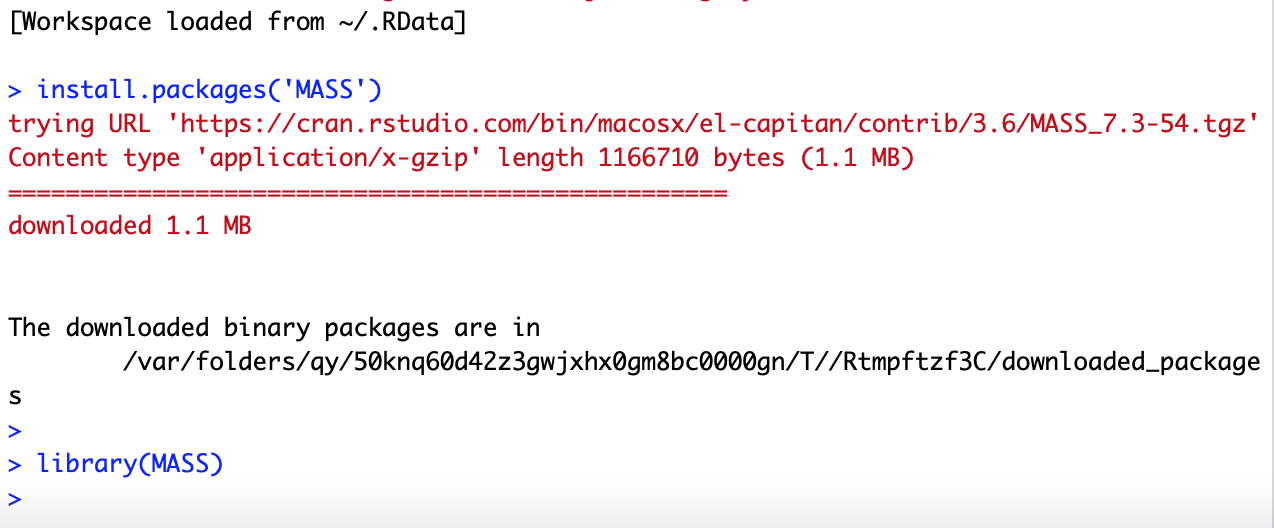 [Workspace loaded from ~/.RData]
> install.packages('MASS')
trying URL 'https://cran.rstudio.com/bin/macosx/el-capitan/contrib/3.6/MASS_7.3-54.tgz'
Content type 'application/x-gzip' length 1166710 bytes (1.1 MB)
==================================================
downloaded 1.1 MB
The downloaded binary packages are in
/var/folders/qy/50knq60d42z3gwjxhx0gm8bc0000gn/T//Rtmpftzf3C/downloaded_package
s
>
> library(MASS)
>